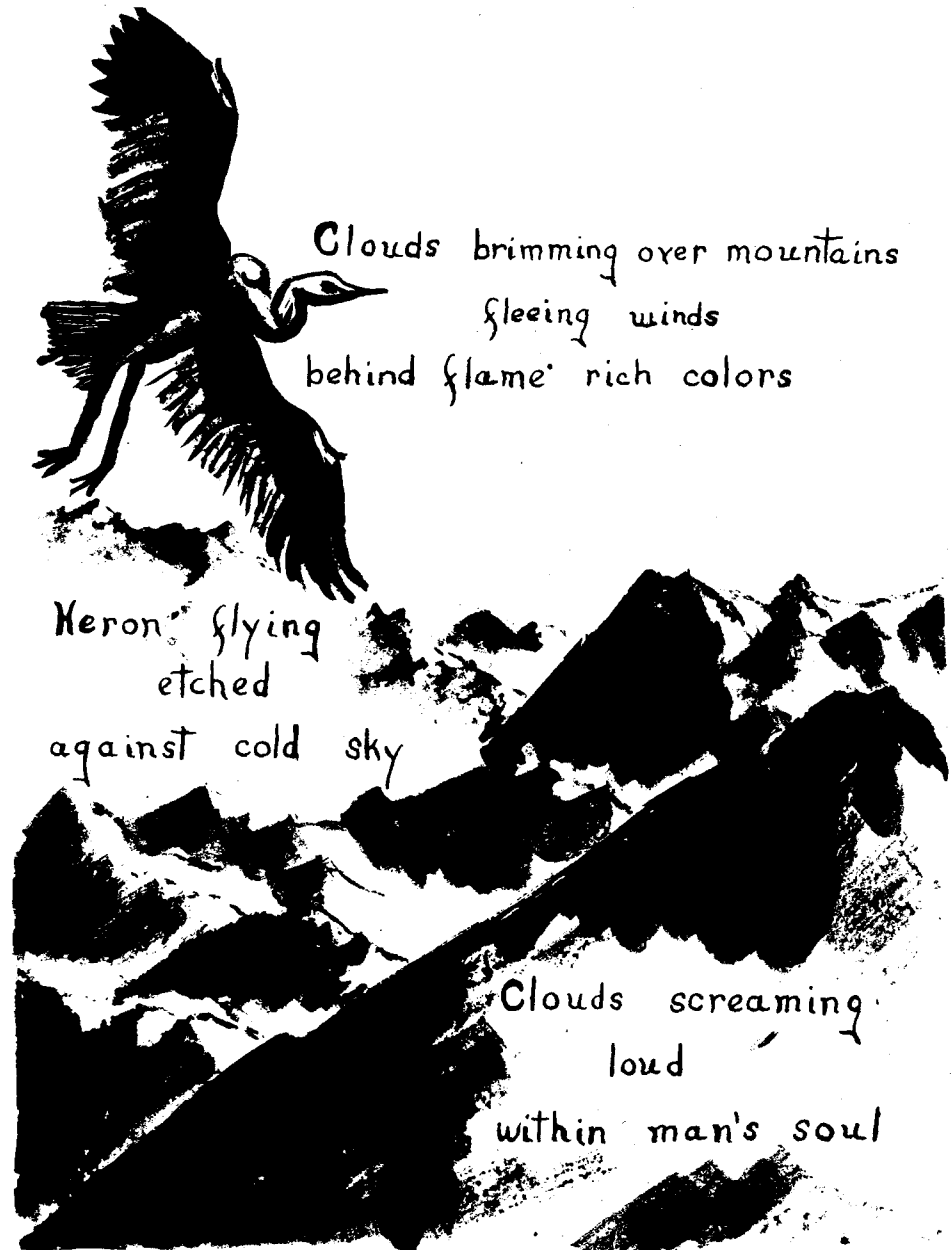 Clouds brimming over mountains
fleeing winds
behind flame rich colors
Heron flying
etched
against cold sky
Clouds screaming
loud
within man's soul